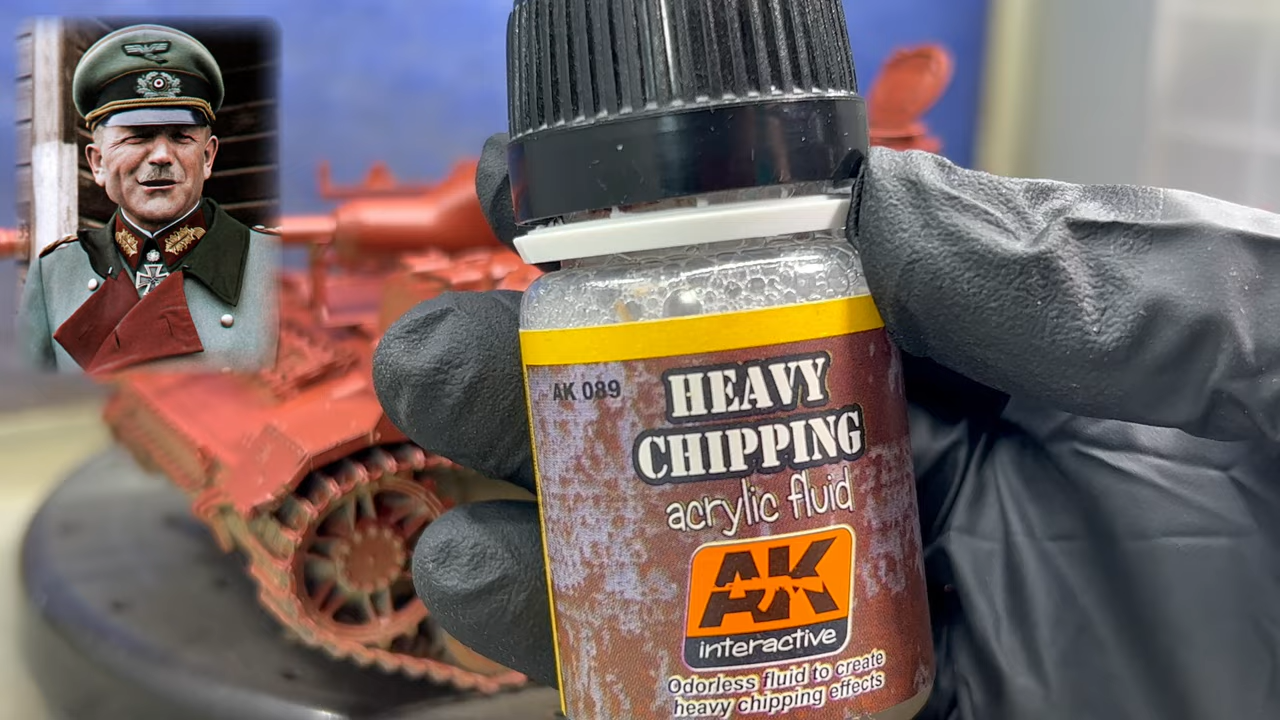 AK 089
HEAVY
CHIPPING
acrylic fluid
AK
interactive
Odorless fluid to create
heavy chipping effects